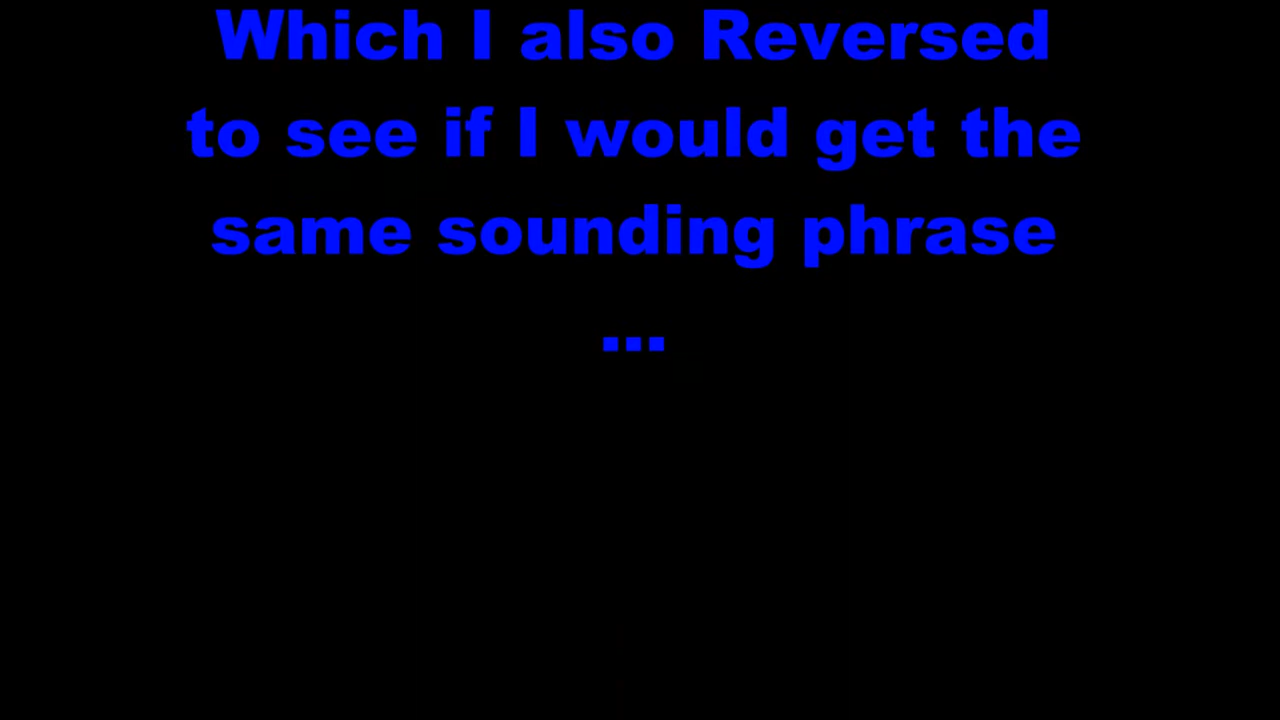 Which I also Reversed
to see if I would get the
same sounding phrase
...